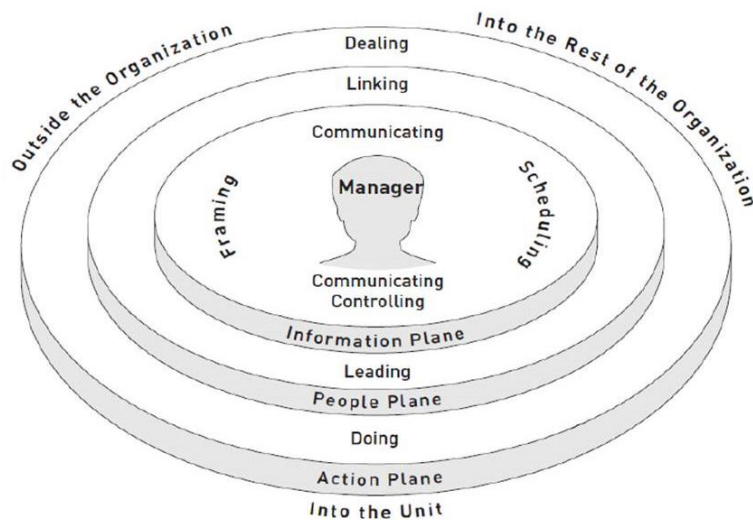 Outside the Organization
Into the Rest of the Organization
Dealing
Linking
Communicating
Framing
Manager
Scheduling
Communicating
Controlling
Information Plane
Leading
People Plane
Doing
Action Plane
Into the Unit